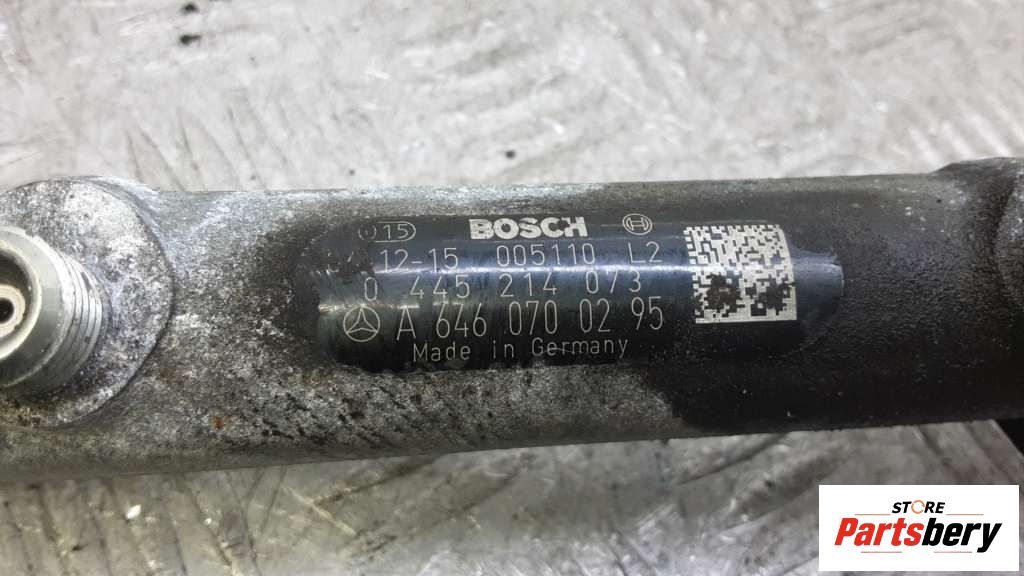 15 BOSCH
12-15 005110 L2
0 445 214 073
A 646 070 02 95
Made in Germany
STORE
Partsbery